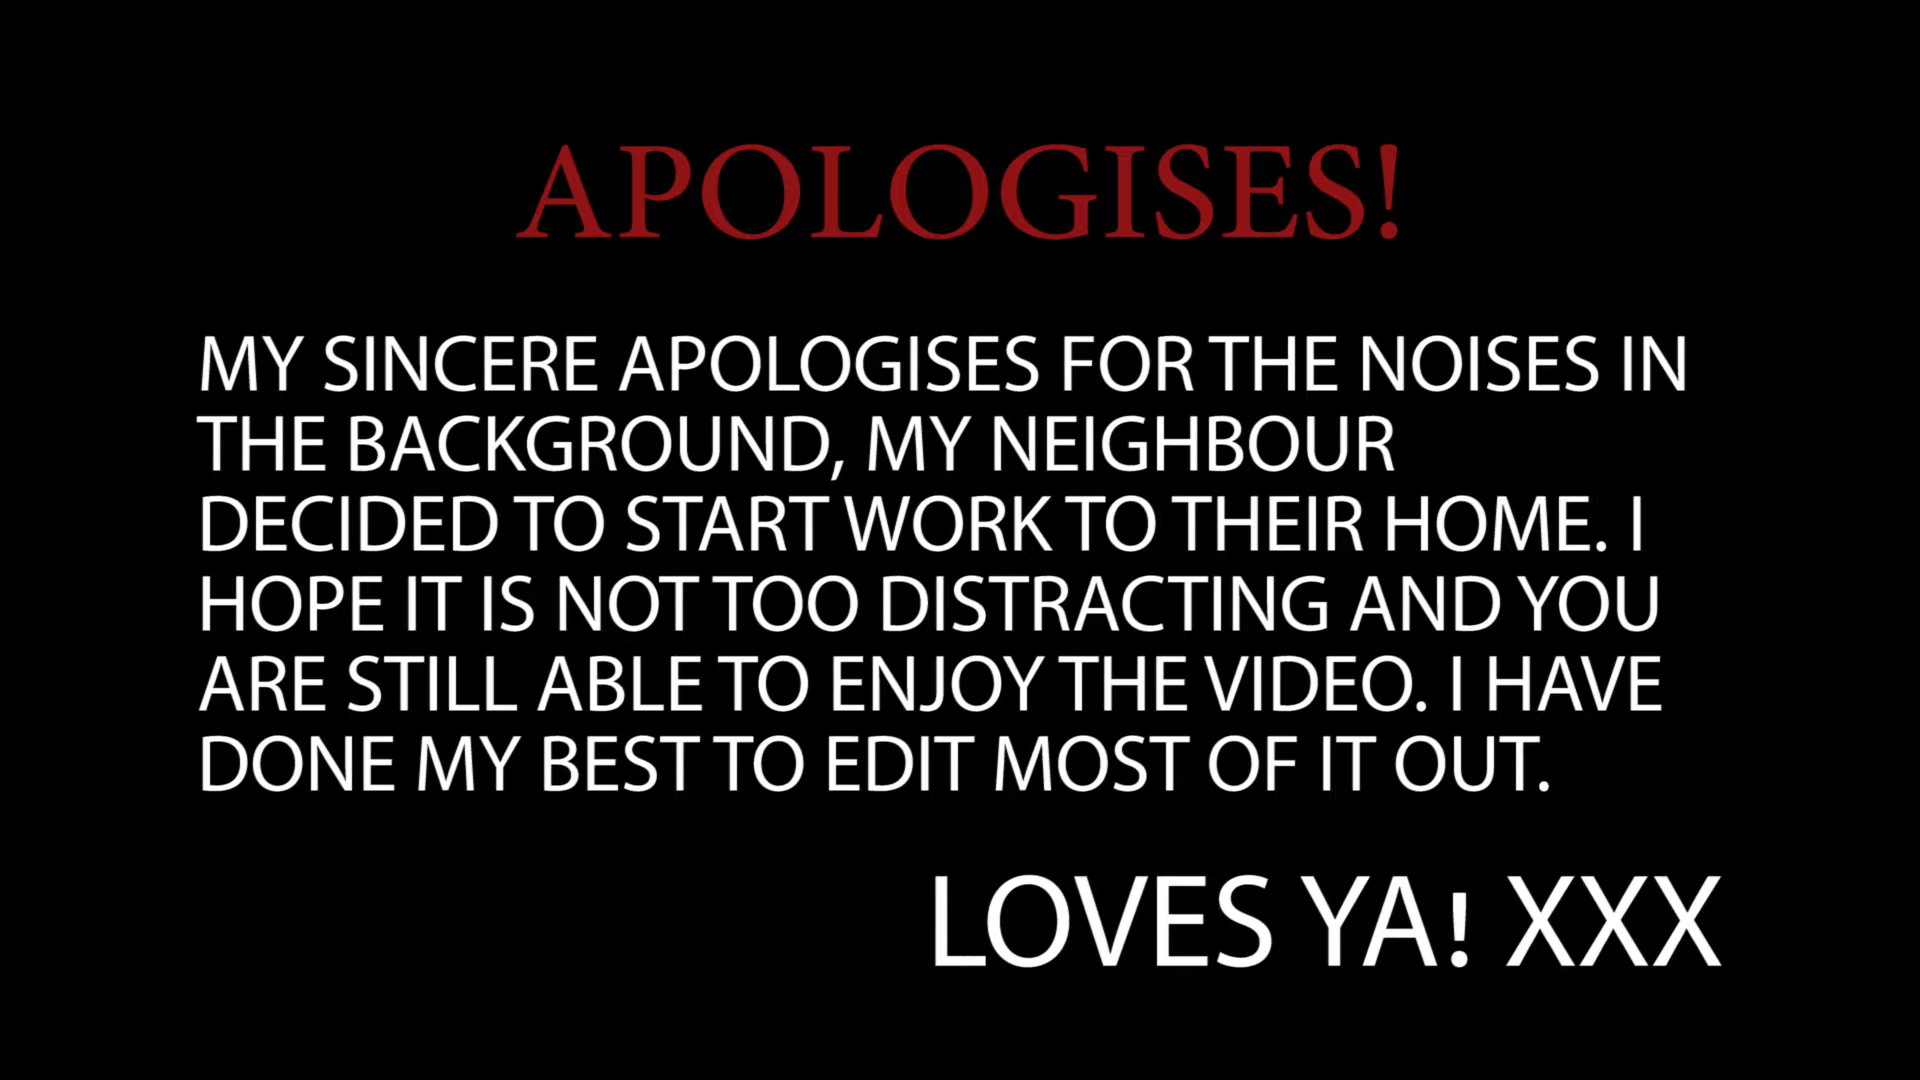 APOLOGISES!
MY SINCERE APOLOGISES FOR THE NOISES IN
THE BACKGROUND, MY NEIGHBOUR
DECIDED TO START WORK TO THEIR HOME. I
HOPE IT IS NOT TOO DISTRACTING AND YOU
ARE STILL ABLE TO ENJOY THE VIDEO. I HAVE
DONE MY BEST TO EDIT MOST OF IT OUT.
LOVES YA! XXX